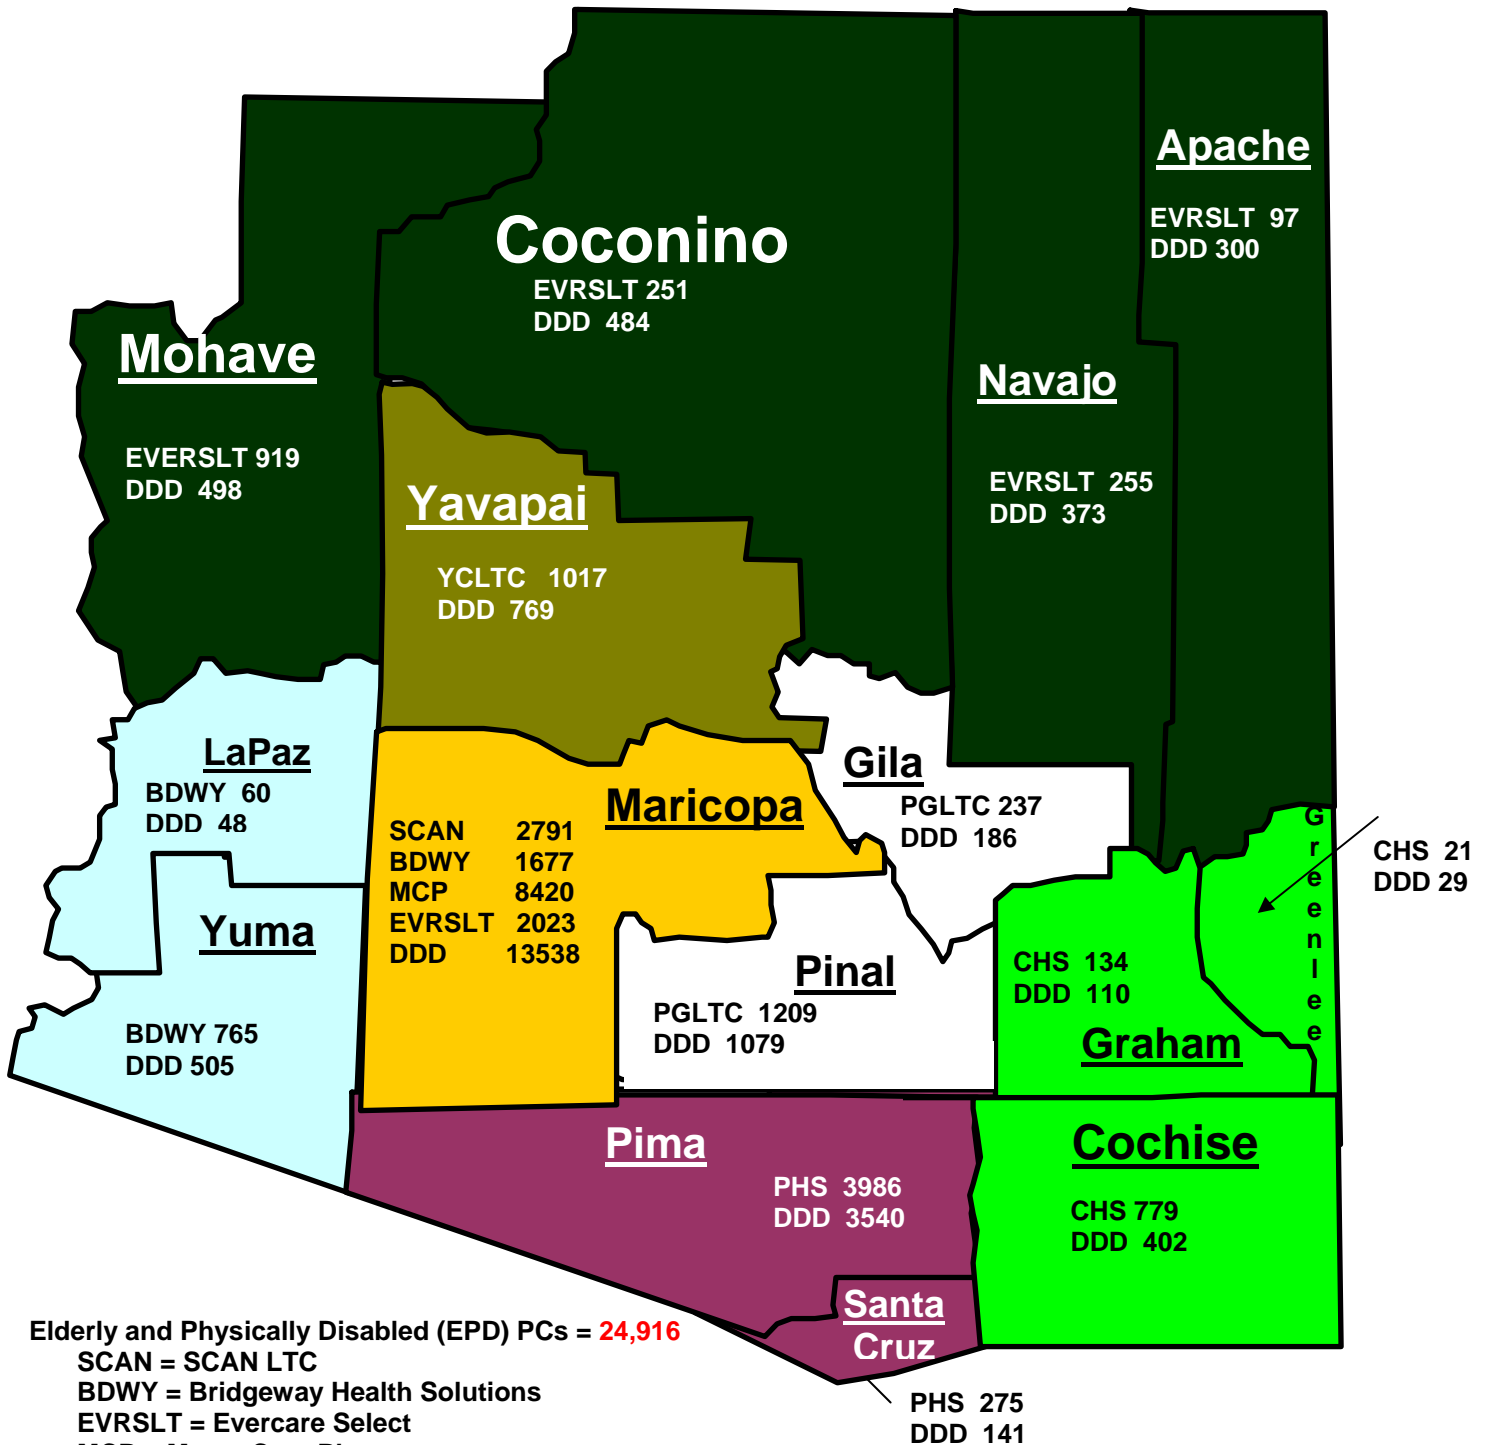 Apache
EVRSLT 97
DDD 300
Coconino
EVRSLT 251
DDD 484
Mohave
EVERSLT 919
DDD 498
Navajo
EVRSLT 255
DDD 373
Yavapai
YCLTC 1017
DDD 769
LaPaz
BDWY 60
DDD 48
Gila
PGLTC 237
DDD 186
Maricopa
SCAN 2791
BDWY 1677
MCP 8420
EVRSLT 2023
DDD 13538
Greenlee
CHS 21
DDD 29
Yuma
BDWY 765
DDD 505
Pinal
PGLTC 1209
DDD 1079
CHS 134
DDD 110
Graham
Pima
PHS 3986
DDD 3540
Cochise
CHS 779
DDD 402
Santa
Cruz
PHS 275
DDD 141
Elderly and Physically Disabled (EPD) PCs = 24,916
SCAN = SCAN LTC
BDWY = Bridgeway Health Solutions
EVRSLT = Evercare Select